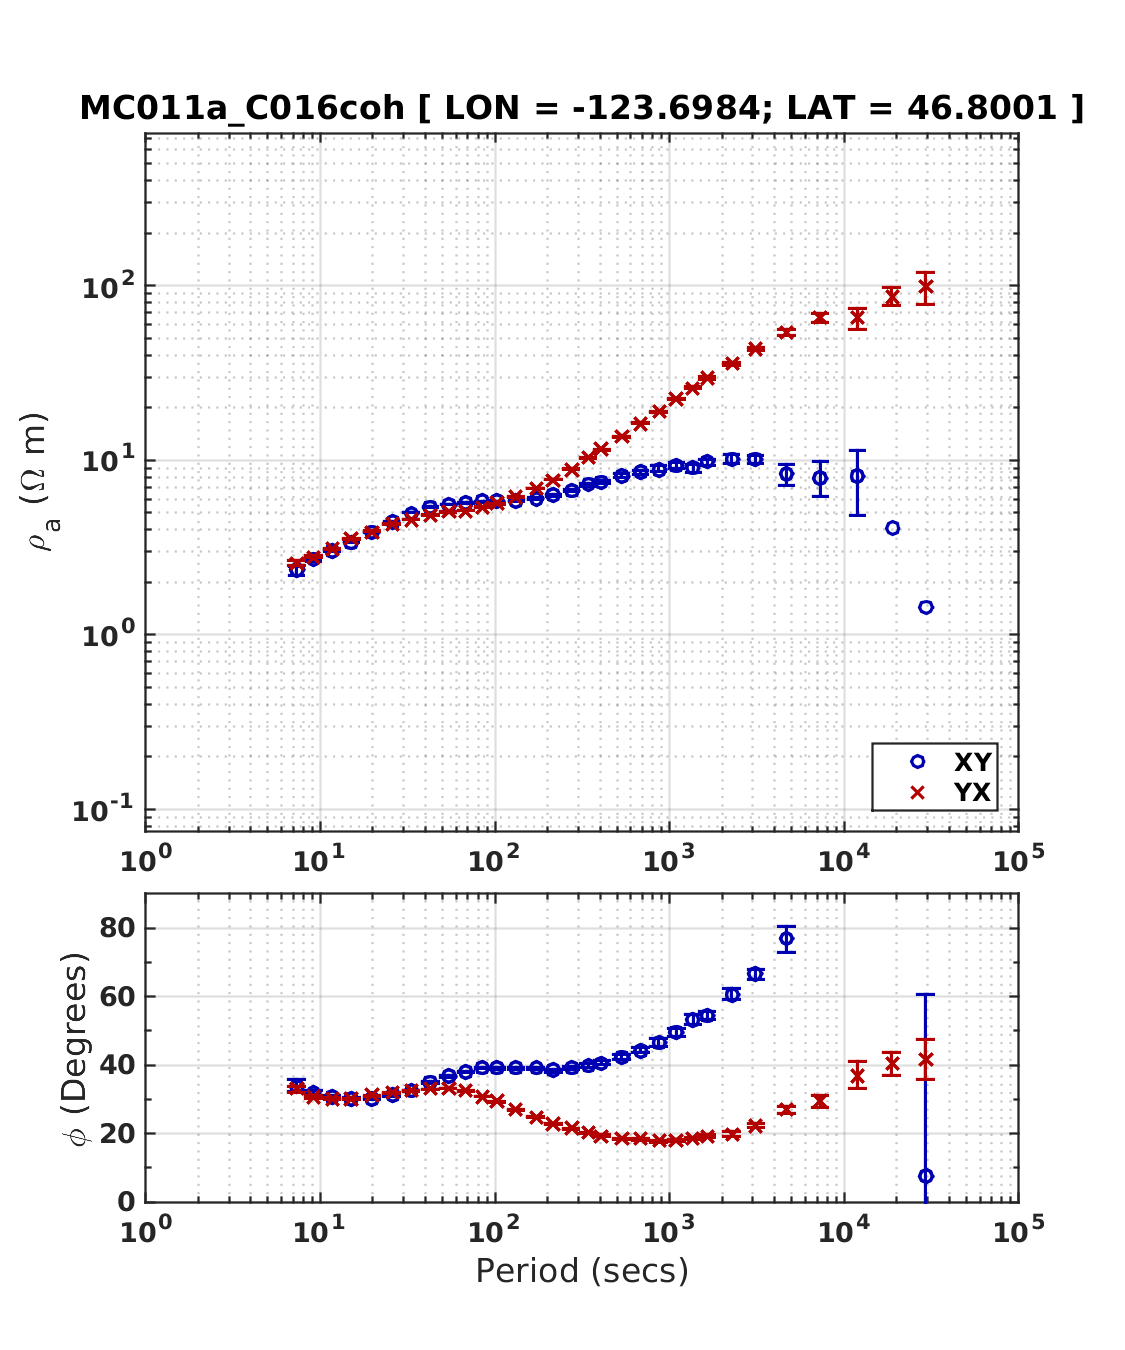 MC011a_C016coh [ LON = -123.6984; LAT = 46.8001 ]
ρa (Ω m)
10²
10¹
10⁰
10⁻¹
XY
YX
10⁰ 10¹ 10² 10³ 10⁴ 10⁵
ϕ (Degrees)
80
60
40
20
0
10⁰ 10¹ 10² 10³ 10⁴ 10⁵
Period (secs)